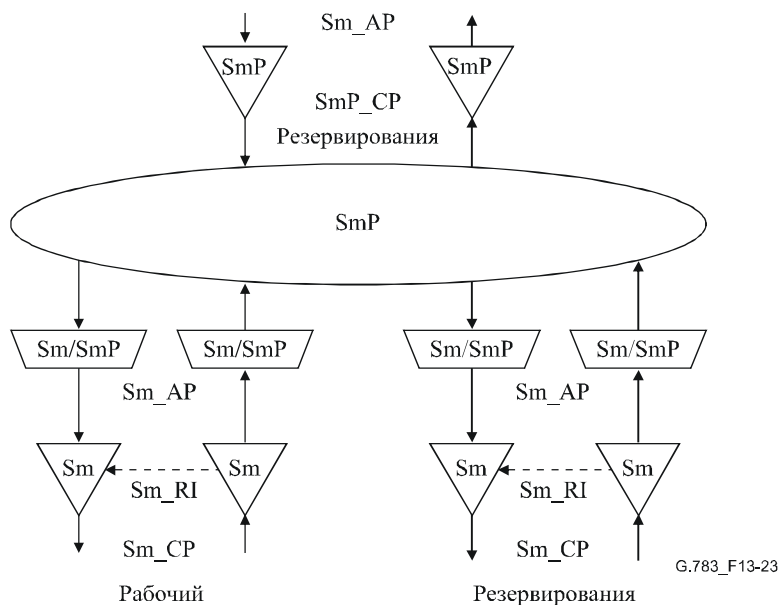 Sm_AP
SmP SmP
SmP_CP
Резервирования
SmP
Sm/SmP Sm/SmP Sm/SmP Sm/SmP
Sm_AP Sm_AP
Sm Sm Sm Sm
Sm_RI Sm_RI
Sm_CP Sm_CP
G.783_F13-23
Рабочий Резервирования